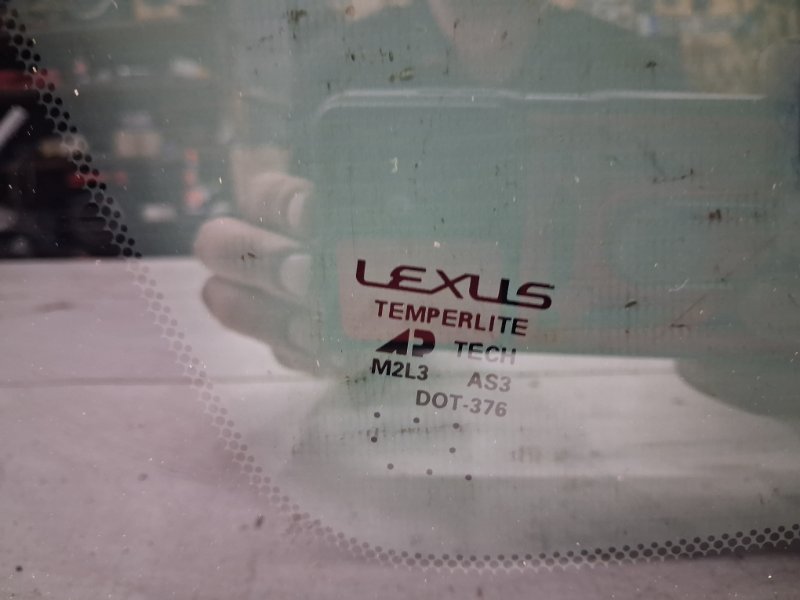 LEXUS
TEMPERLITE
AP TECH
M2L3 AS3
DOT-376